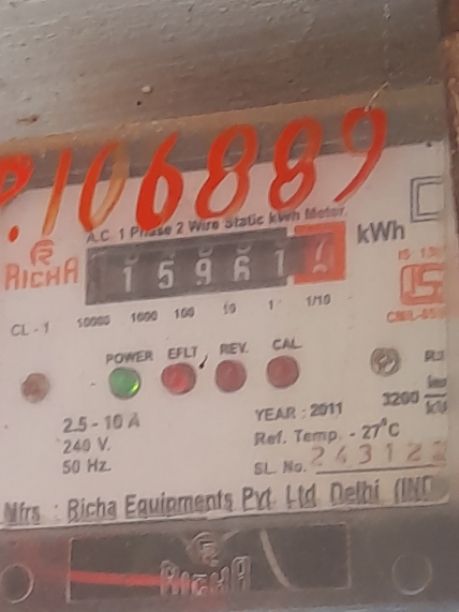 P.106889
A.C. 1 Phase 2 Wire Static kWh Meter.
RICHA
15961
kWh
CL - 1
10000 1000 100 10 1 1/10
POWER EFLT REV. CAL.
2.5 - 10 A
240 V.
50 Hz.
YEAR : 2011
3200
Ref. Temp. - 27°C
SL. No. 243122
Mfrs : Richa Equipments Pvt. Ltd. Delhi (IND
RICHA